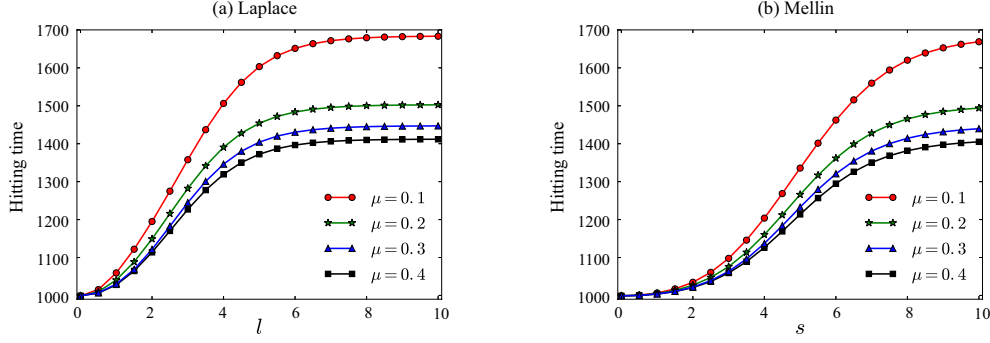 (a) Laplace
1700
1600
1500
1400
1300
1200
1100
1000
Hitting time
μ = 0.1
μ = 0.2
μ = 0.3
μ = 0.4
0 2 4 6 8 10
l
(b) Mellin
1700
1600
1500
1400
1300
1200
1100
1000
Hitting time
μ = 0.1
μ = 0.2
μ = 0.3
μ = 0.4
0 2 4 6 8 10
s